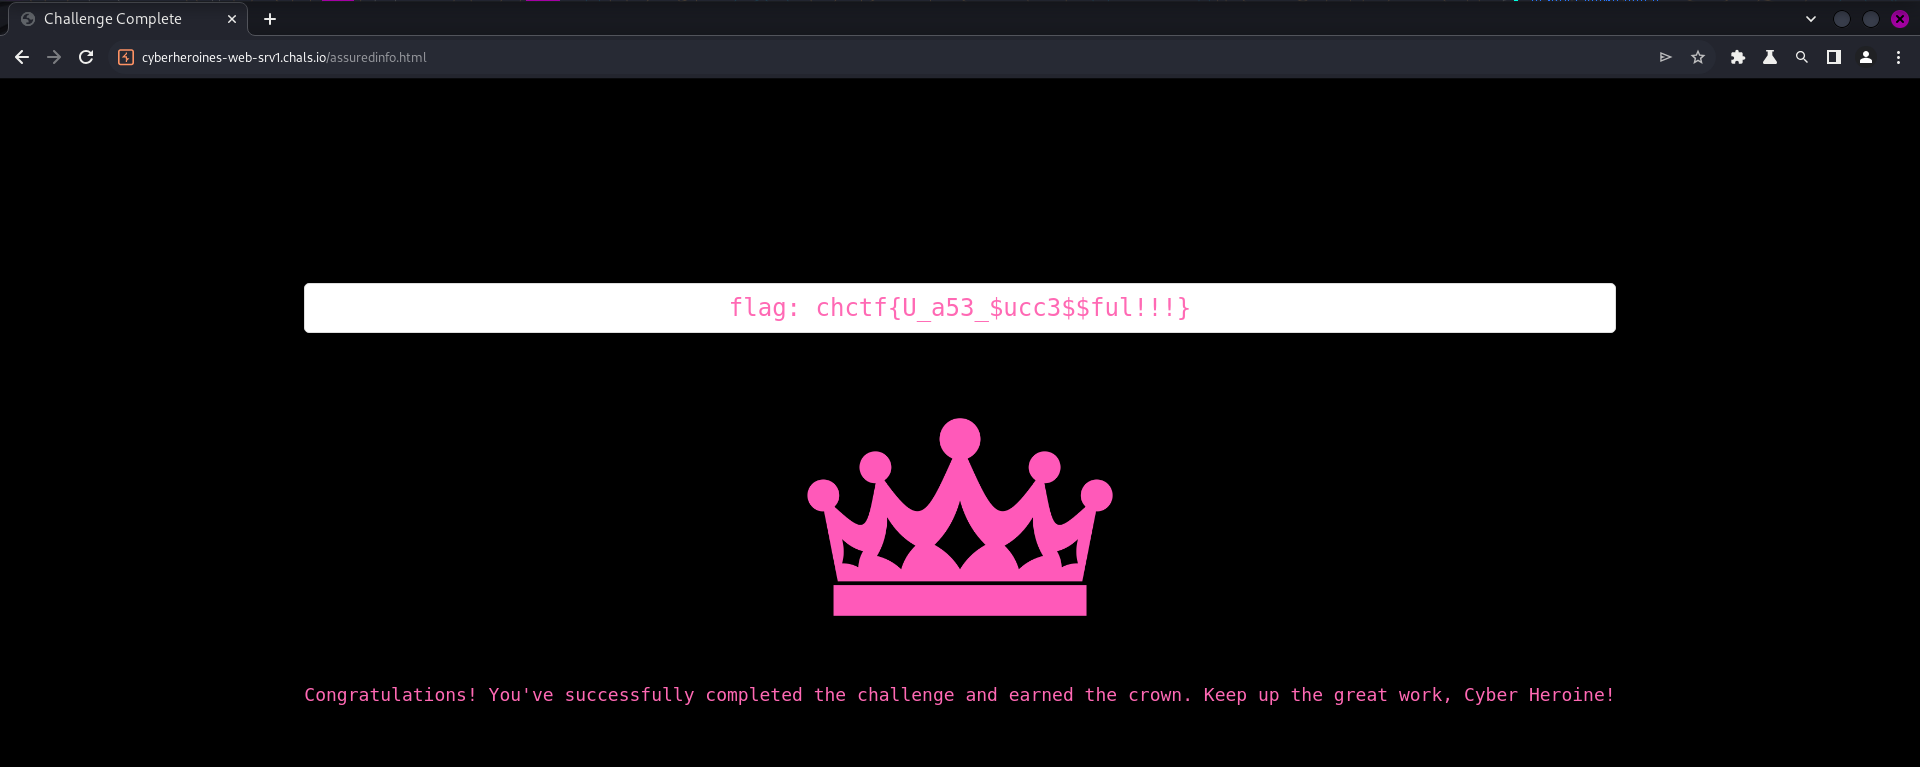 Challenge Complete
cyberheroines-web-srv1.chals.io/assuredinfo.html
flag: chctf{U_a53_$ucc3$$ful!!!}
Congratulations! You've successfully completed the challenge and earned the crown. Keep up the great work, Cyber Heroine!